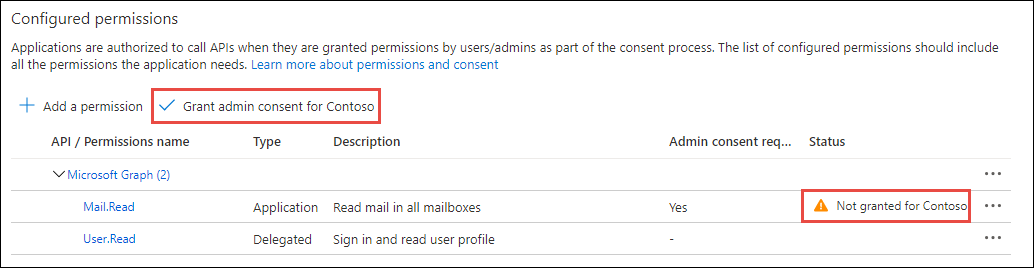 Configured permissions
Applications are authorized to call APIs when they are granted permissions by users/admins as part of the consent process. The list of configured permissions should include
all the permissions the application needs. Learn more about permissions and consent
Add a permission Grant admin consent for Contoso
API / Permissions name Type Description Admin consent req... Status
Microsoft Graph (2)
Mail.Read Application Read mail in all mailboxes Yes Not granted for Contoso
User.Read Delegated Sign in and read user profile -